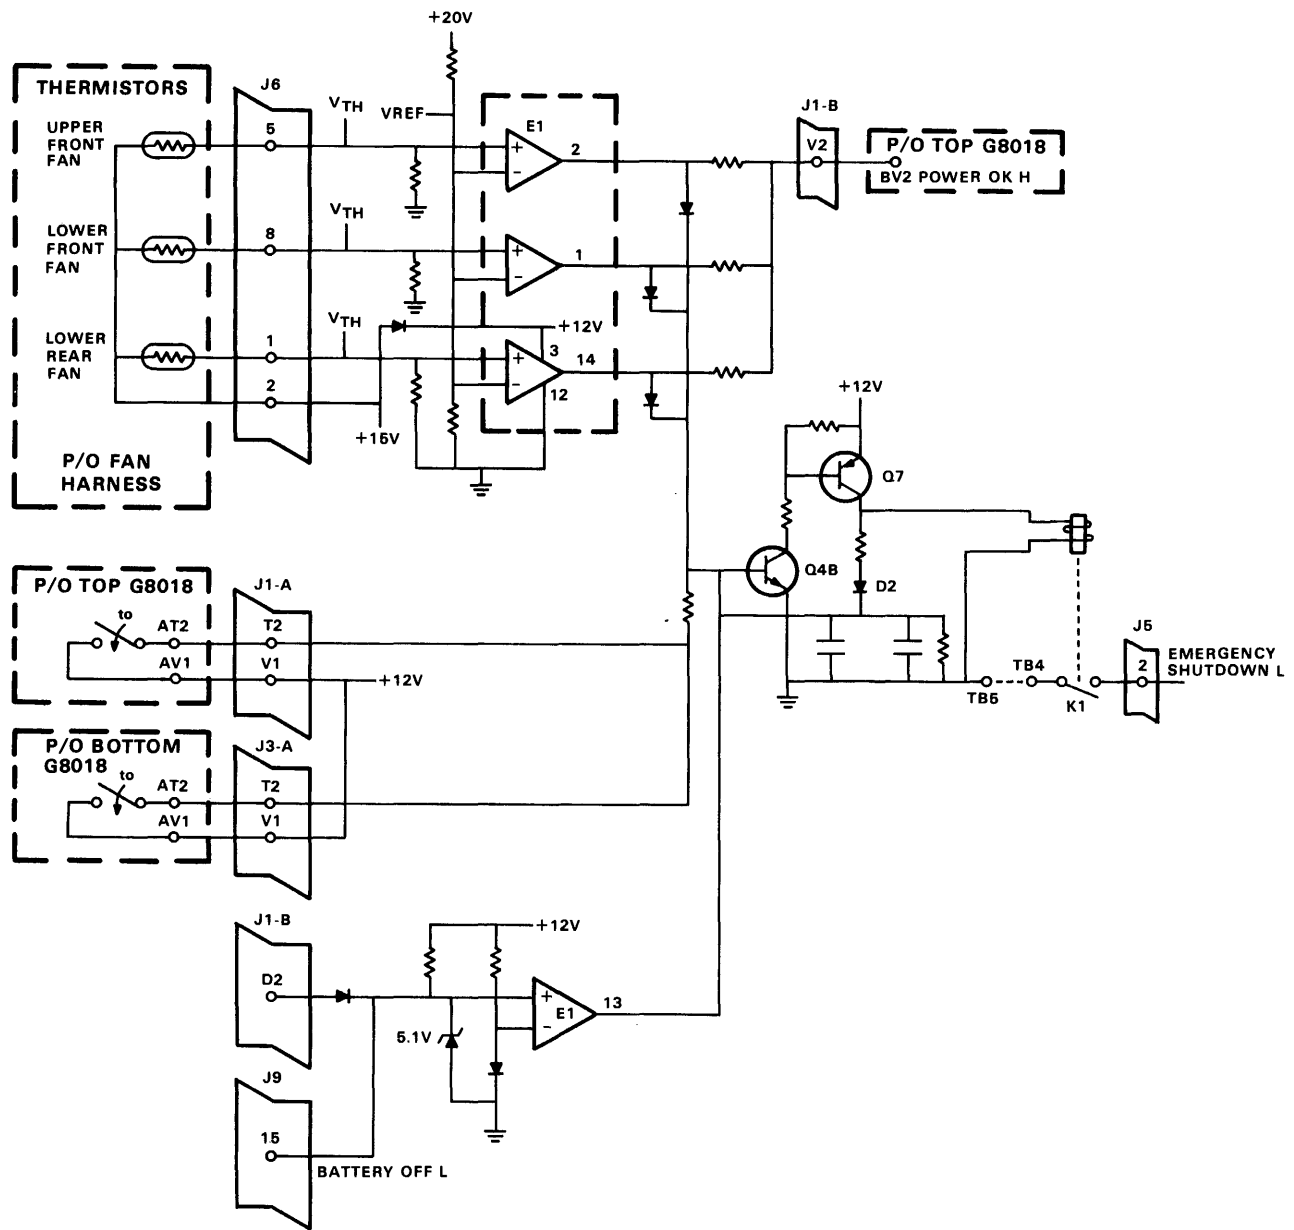 +20V
THERMISTORS
J6
VTH
VREF
E1
J1-B
UPPER
FRONT
FAN
5
+
-
2
V2
P/O TOP G8018
BV2 POWER OK H
LOWER
FRONT
FAN
8
VTH
+
-
1
LOWER
REAR
FAN
1
2
VTH
+12V
+
-
3
12
14
+15V
P/O FAN
HARNESS
+12V
Q7
Q4B
D2
P/O TOP G8018
to
AT2
AV1
J1-A
T2
V1
+12V
TB5
TB4
K1
J5
2
EMERGENCY
SHUTDOWN L
P/O BOTTOM
G8018
to
AT2
AV1
J3-A
T2
V1
J1-B
D2
+12V
5.1V
+
-
E1
13
J9
15
BATTERY OFF L